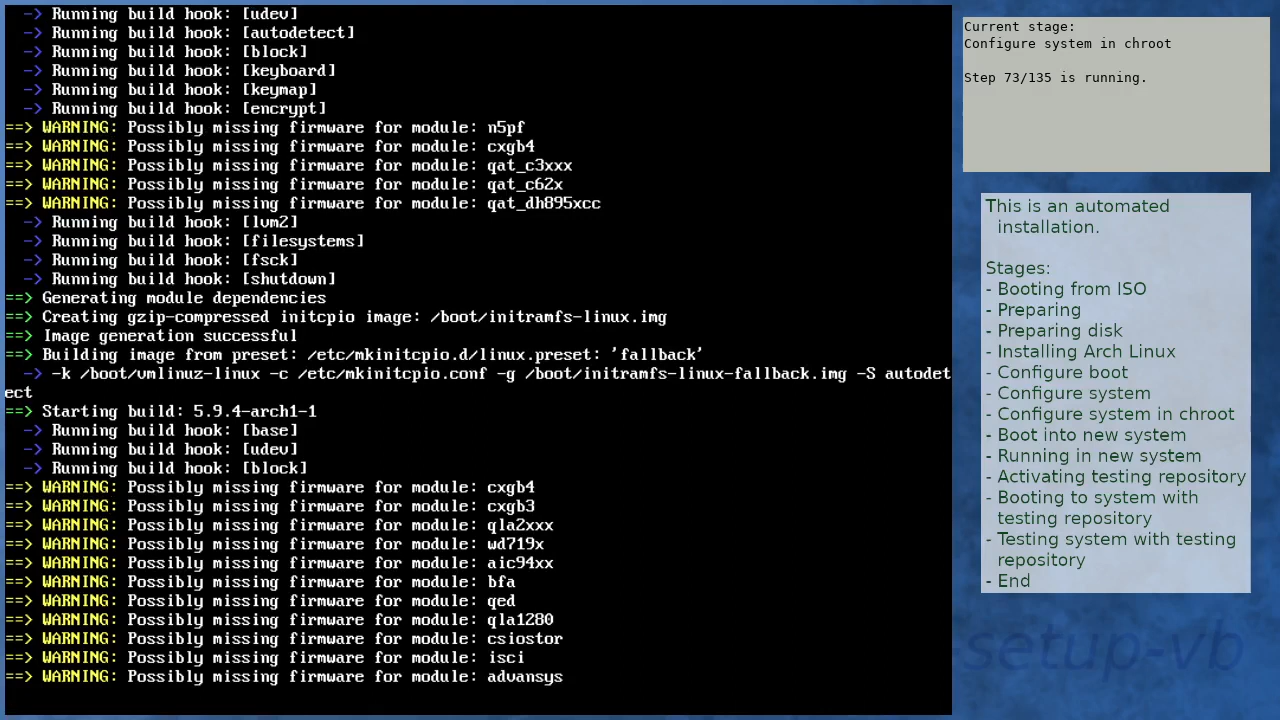 -> Running build hook: [udev]
-> Running build hook: [autodetect]
-> Running build hook: [block]
-> Running build hook: [keyboard]
-> Running build hook: [keymap]
-> Running build hook: [encrypt]
==> WARNING: Possibly missing firmware for module: n5pf
==> WARNING: Possibly missing firmware for module: cxgb4
==> WARNING: Possibly missing firmware for module: qat_c3xxx
==> WARNING: Possibly missing firmware for module: qat_c62x
==> WARNING: Possibly missing firmware for module: qat_dh895xcc
-> Running build hook: [lvm2]
-> Running build hook: [filesystems]
-> Running build hook: [fsck]
-> Running build hook: [shutdown]
==> Generating module dependencies
==> Creating gzip-compressed initcpio image: /boot/initramfs-linux.img
==> Image generation successful
==> Building image from preset: /etc/mkinitcpio.d/linux.preset: 'fallback'
-> -k /boot/vmlinuz-linux -c /etc/mkinitcpio.conf -g /boot/initramfs-linux-fallback.img -S autodet
ect
==> Starting build: 5.9.4-arch1-1
-> Running build hook: [base]
-> Running build hook: [udev]
-> Running build hook: [block]
==> WARNING: Possibly missing firmware for module: cxgb4
==> WARNING: Possibly missing firmware for module: cxgb3
==> WARNING: Possibly missing firmware for module: qla2xxx
==> WARNING: Possibly missing firmware for module: wd719x
==> WARNING: Possibly missing firmware for module: aic94xx
==> WARNING: Possibly missing firmware for module: bfa
==> WARNING: Possibly missing firmware for module: qed
==> WARNING: Possibly missing firmware for module: qla1280
==> WARNING: Possibly missing firmware for module: csiostor
==> WARNING: Possibly missing firmware for module: isci
==> WARNING: Possibly missing firmware for module: advansys
Current stage:
Configure system in chroot
Step 73/135 is running.
This is an automated
installation.
Stages:
- Booting from ISO
- Preparing
- Preparing disk
- Installing Arch Linux
- Configure boot
- Configure system
- Configure system in chroot
- Boot into new system
- Running in new system
- Activating testing repository
- Booting to system with
testing repository
- Testing system with testing
repository
- End
-setup-vb